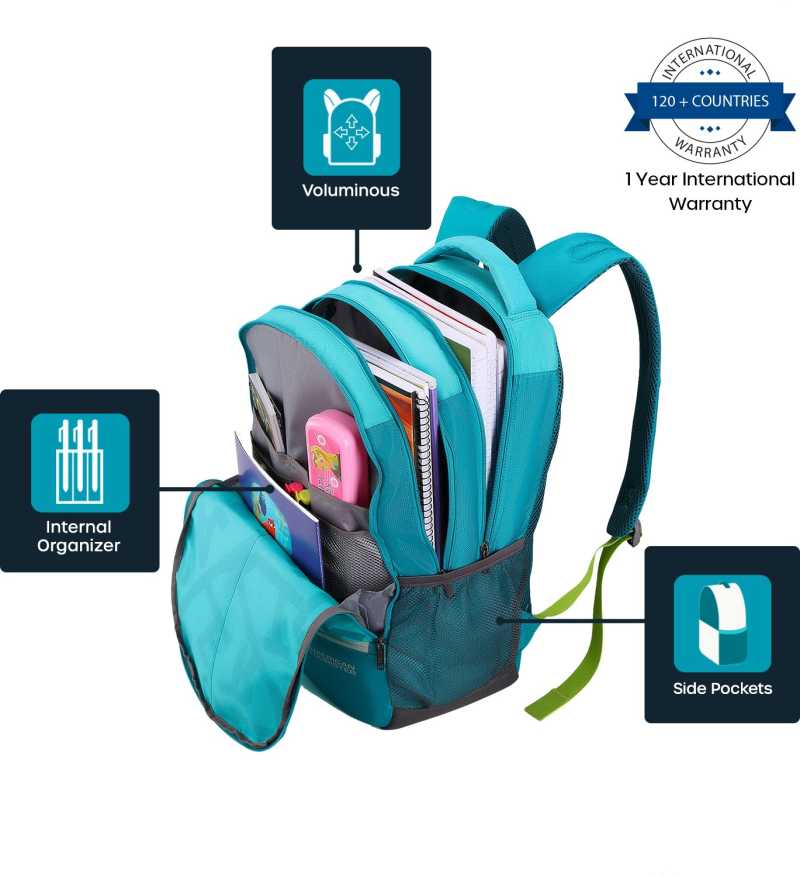 Voluminous
INTERNATIONAL
120 + COUNTRIES
WARRANTY
1 Year International
Warranty
Internal
Organizer
Side Pockets